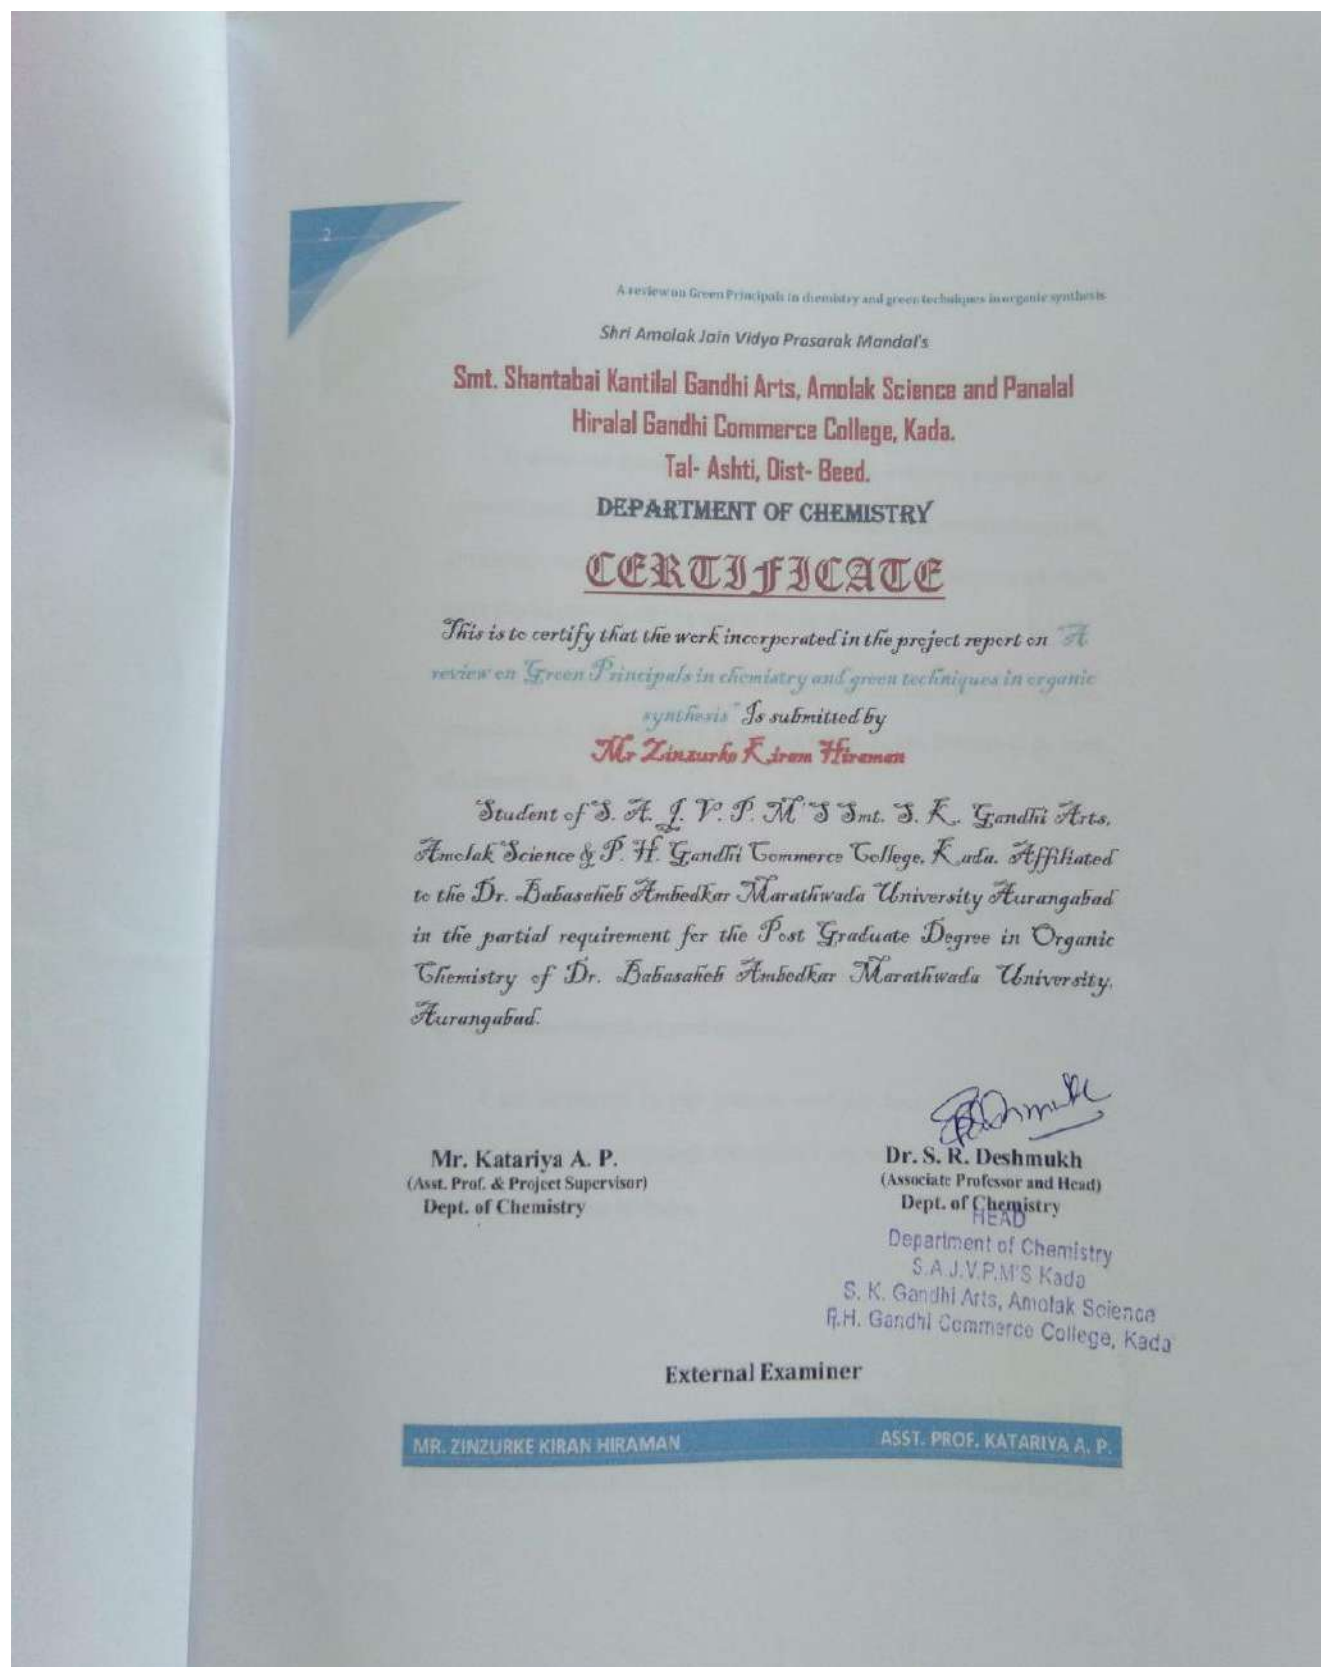 2
A review on Green Principals in chemistry and green techniques in organic synthesis
Shri Amolak Jain Vidya Prasarak Mandal's
Smt. Shantabai Kantilal Gandhi Arts, Amolak Science and Panalal
Hiralal Gandhi Commerce College, Kada.
Tal- Ashti, Dist- Beed.
DEPARTMENT OF CHEMISTRY
CERTIFICATE
This is to certify that the work incorporated in the project report on "A
review on Green Principals in chemistry and green techniques in organic
synthesis" Is submitted by
Mr Zinzurke Kiran Hiraman
Student of S. A. J. V. P. M'S Smt. S. K. Gandhi Arts,
Amolak Science & P. H. Gandhi Commerce College, Kada. Affiliated
to the Dr. Babasaheb Ambedkar Marathwada University Aurangabad
in the partial requirement for the Post Graduate Degree in Organic
Chemistry of Dr. Babasaheb Ambedkar Marathwada University,
Aurangabad.
Mr. Katariya A. P.
(Asst. Prof. & Project Supervisor)
Dept. of Chemistry
Deshmukh
Dr. S. R. Deshmukh
(Associate Professor and Head)
Dept. of Chemistry
HEAD
Department of Chemistry
S.A.J.V.P.M'S Kada
S. K. Gandhi Arts, Amolak Science
P.H. Gandhi Commerce College, Kada
External Examiner
MR. ZINZURKE KIRAN HIRAMAN
ASST. PROF. KATARIYA A. P.